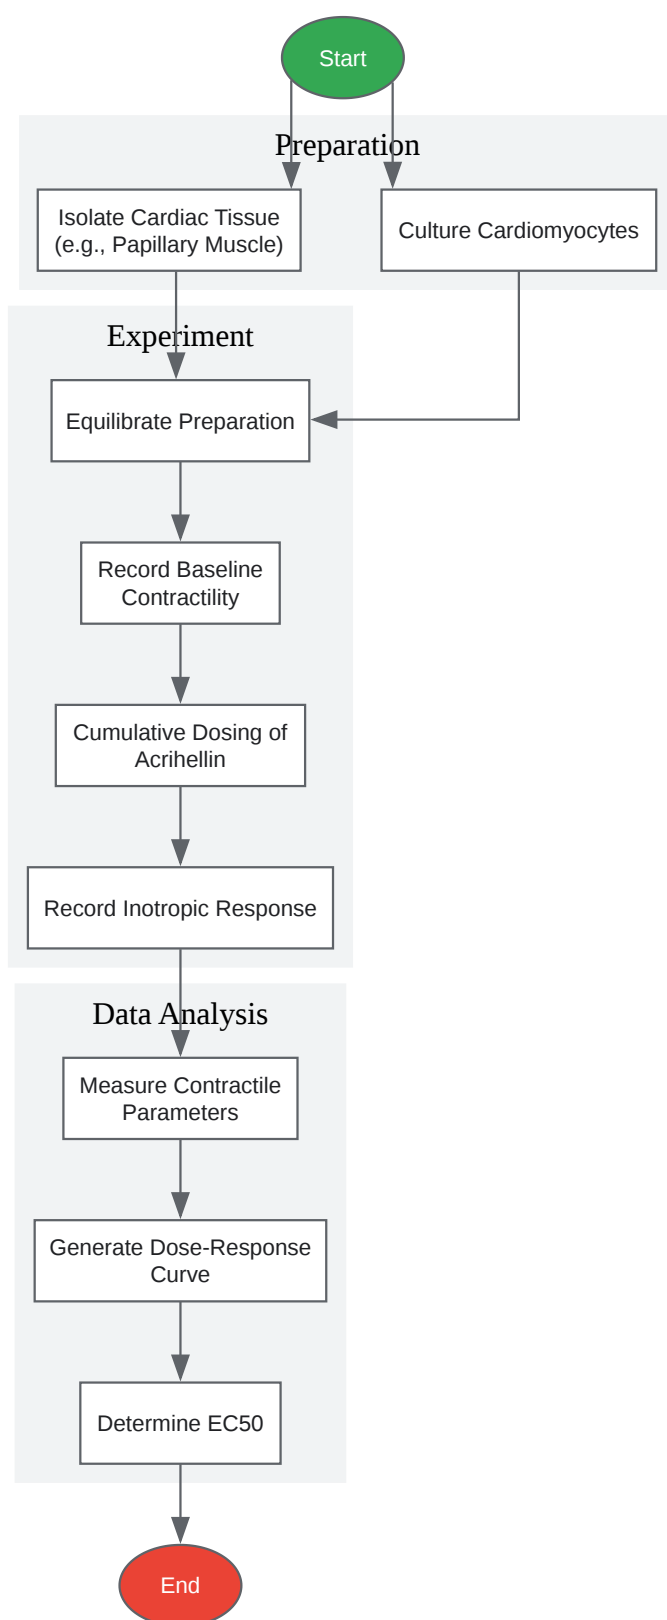 Start
Preparation
Isolate Cardiac Tissue
(e.g., Papillary Muscle)
Culture Cardiomyocytes
Experiment
Equilibrate Preparation
Record Baseline
Contractility
Cumulative Dosing of
Acrihellin
Record Inotropic Response
Data Analysis
Measure Contractile
Parameters
Generate Dose-Response
Curve
Determine EC50
End